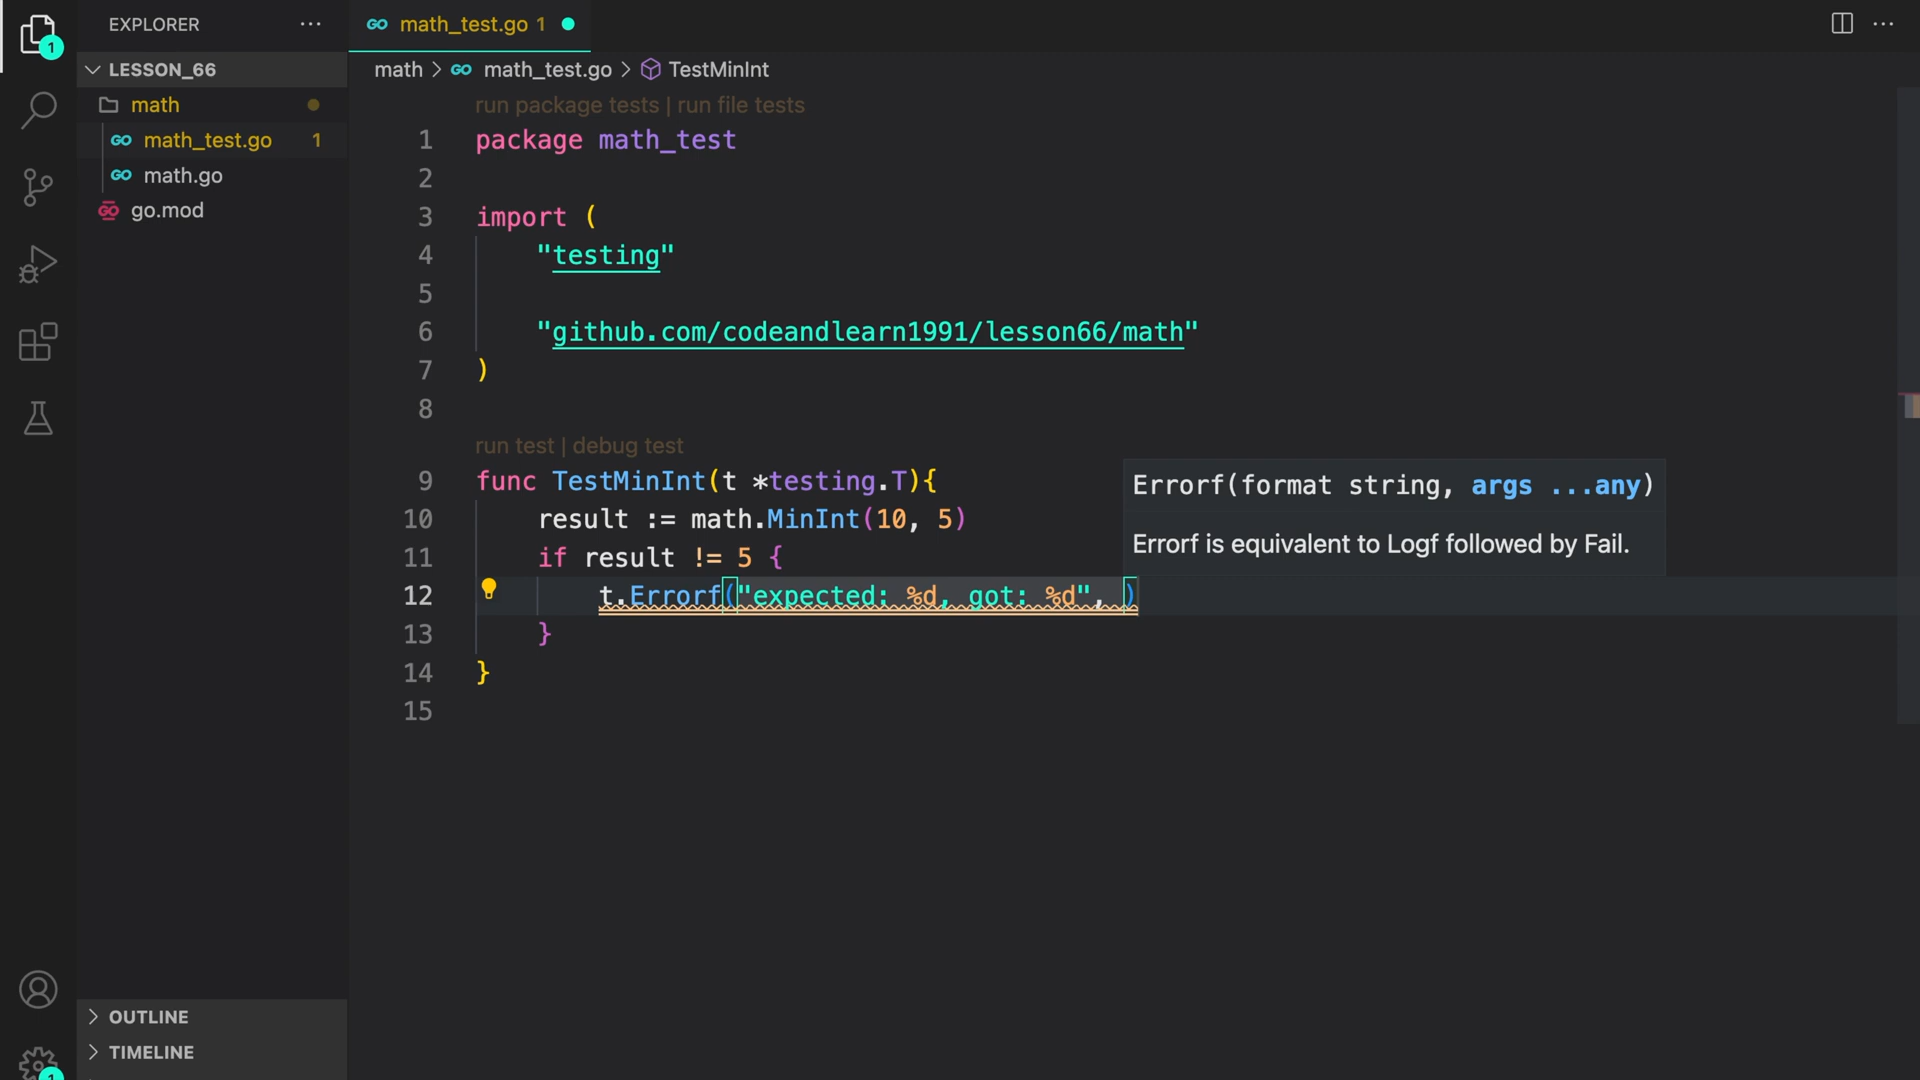 EXPLORER ...
math_test.go 1
...
1
LESSON_66
math > math_test.go > TestMinInt
math
math_test.go 1
math.go
go.mod
run package tests | run file tests
1 package math_test
2
3 import (
4 "testing"
5
6 "github.com/codeandlearn1991/lesson66/math"
7 )
8
run test | debug test
9 func TestMinInt(t *testing.T){
10 result := math.MinInt(10, 5)
11 if result != 5 {
12 t.Errorf("expected: %d, got: %d", )
13 }
14 }
15
Errorf(format string, args ...any)
Errorf is equivalent to Logf followed by Fail.
OUTLINE
TIMELINE
1